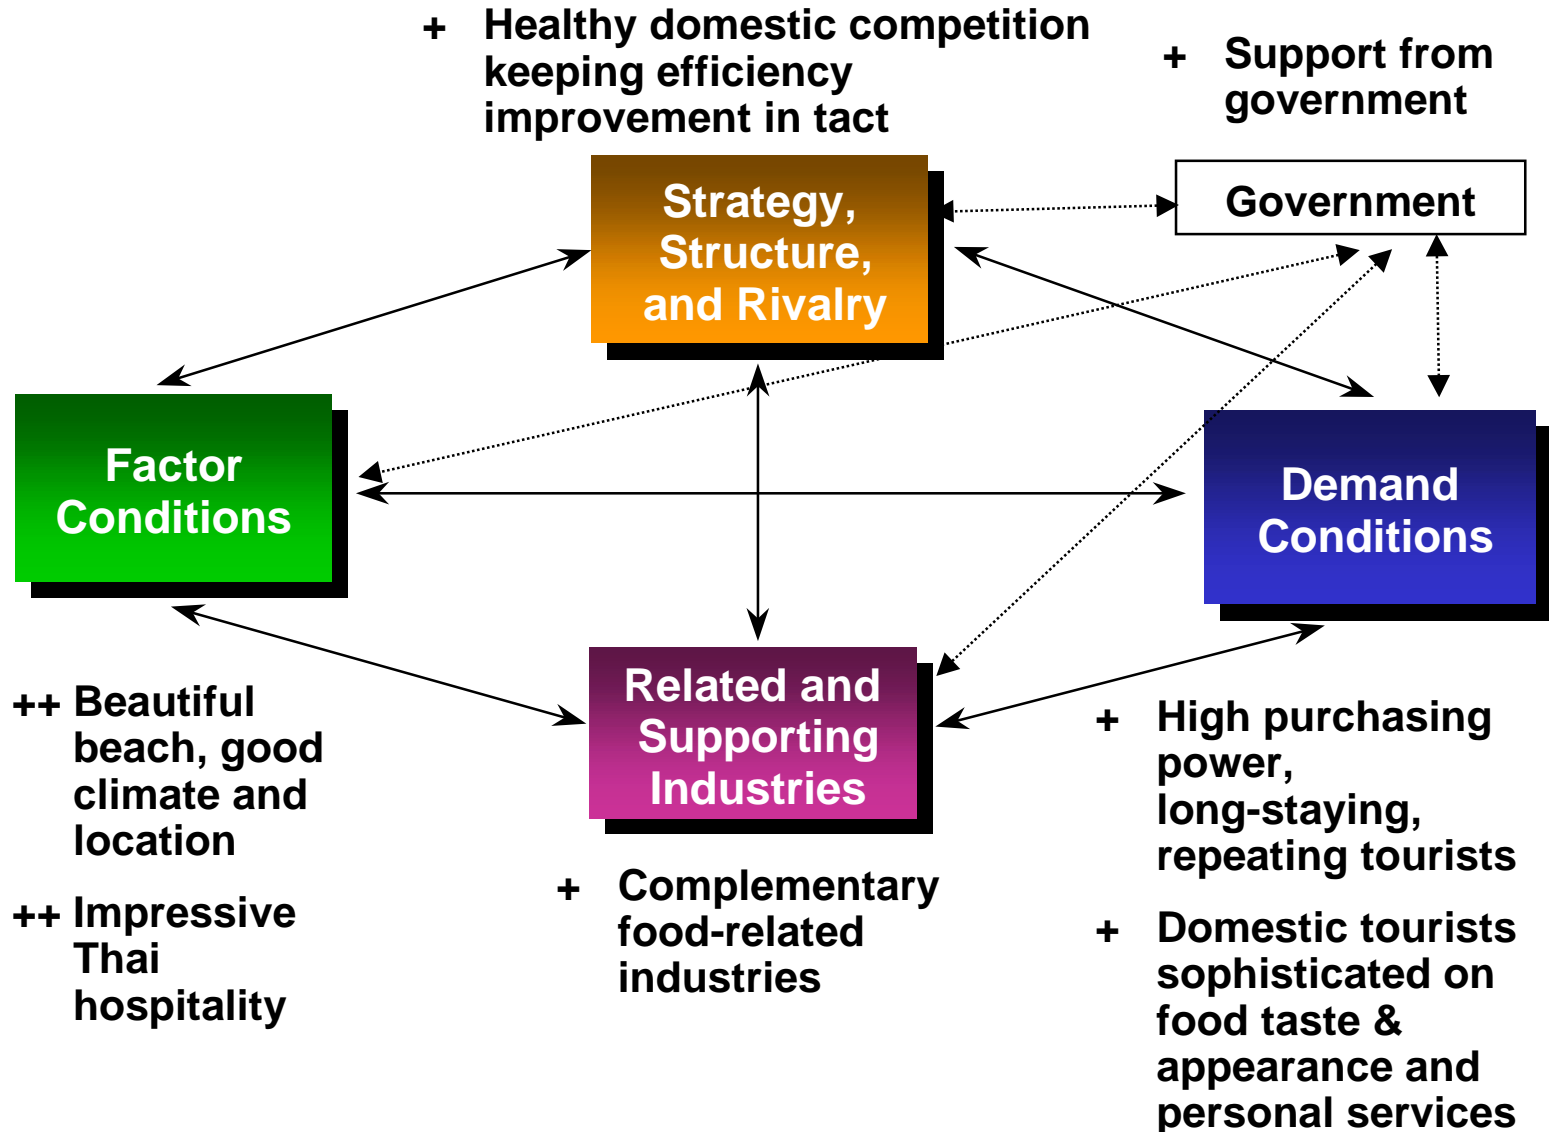 + Healthy domestic competition
keeping efficiency
improvement in tact
+ Support from
government
Strategy,
Structure,
and Rivalry
Government
Factor
Conditions
Demand
Conditions
Related and
Supporting
Industries
++ Beautiful
beach, good
climate and
location
++ Impressive
Thai
hospitality
+ Complementary
food-related
industries
+ High purchasing
power,
long-staying,
repeating tourists
+ Domestic tourists
sophisticated on
food taste &
appearance and
personal services